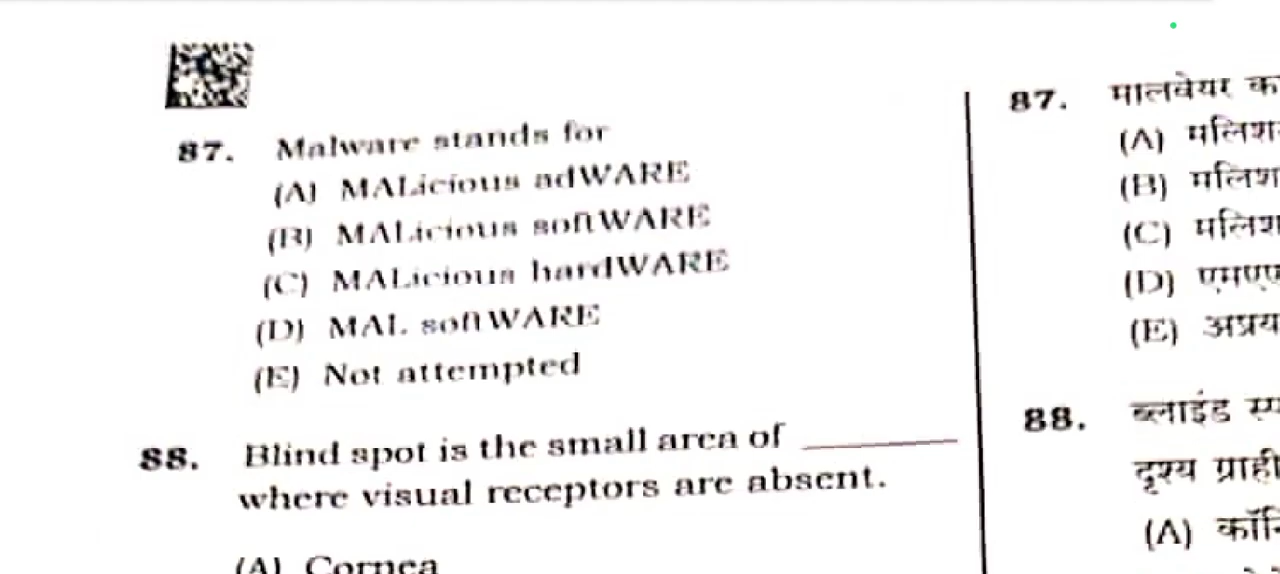 87. Malware stands for
(A) MALicious adWARE
(B) MALicious softWARE
(C) MALicious hardWARE
(D) MAL softWARE
(E) Not attempted
88. Blind spot is the small area of ________
where visual receptors are absent.
(A) Cornea
87. मालवेयर
(A)
(B)
(C)
(D)
(E)
88. ब्लाइंड
दृश्य
(A)